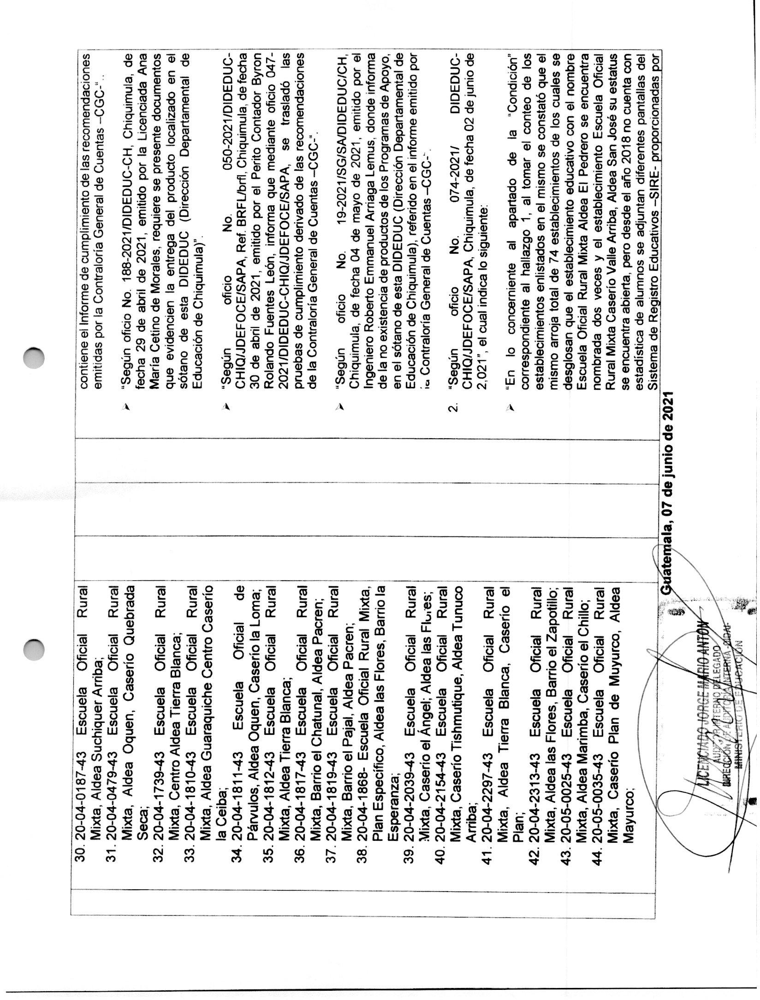 30. 20-04-0187-43 Escuela Oficial Rural
Mixta, Aldea Suchiquer Arriba;
31. 20-04-0479-43 Escuela Oficial Rural
Mixta, Aldea Oquen, Caserío Quebrada
Seca;
32. 20-04-1739-43 Escuela Oficial Rural
Mixta, Centro Aldea Tierra Blanca;
33. 20-04-1810-43 Escuela Oficial Rural
Mixta, Aldea Guaraquiche Centro Caserío
la Ceiba;
34. 20-04-1811-43 Escuela Oficial de
Párvulos, Aldea Oquen, Caserío la Loma;
35. 20-04-1812-43 Escuela Oficial Rural
Mixta, Aldea Tierra Blanca;
36. 20-04-1817-43 Escuela Oficial Rural
Mixta, Barrio el Chatunal, Aldea Pacren;
37. 20-04-1819-43 Escuela Oficial Rural
Mixta, Barrio el Pajal, Aldea Pacren;
38. 20-04-1868- Escuela Oficial Rural Mixta,
Plan Específico, Aldea las Flores, Barrio la
Esperanza;
39. 20-04-2039-43 Escuela Oficial Rural
Mixta, Caserío el Ángel; Aldea las Flores;
40. 20-04-2154-43 Escuela Oficial Rural
Mixta, Caserío Tishmutique, Aldea Tunuco
Arriba;
41. 20-04-2297-43 Escuela Oficial Rural
Mixta, Aldea Tierra Blanca, Caserío el
Plan;
42. 20-04-2313-43 Escuela Oficial Rural
Mixta, Aldea las Flores, Barrio el Zapotillo;
43. 20-05-0025-43 Escuela Oficial Rural
Mixta, Aldea Marimba, Caserío el Chillo;
44. 20-05-0035-43 Escuela Oficial Rural
Mixta, Caserío Plan de Muyurco, Aldea
Mayurco;
contiene el Informe de cumplimiento de las recomendaciones
emitidas por la Contraloría General de Cuentas –CGC-“..
➢ “Según oficio No. 188-2021/DIDEDUC-CH, Chiquimula, de
fecha 29 de abril de 2021, emitido por la Licenciada Ana
María Cetino de Morales, requiere se presente documentos
que evidencien la entrega del producto localizado en el
sótano de esta DIDEDUC (Dirección Departamental de
Educación de Chiquimula)”.
➢ “Según oficio No. 050-2021/DIDEDUC-
CHIQ/JDEFOCE/SAPA, Ref. BRFL/brfl, Chiquimula, de fecha
30 de abril de 2021, emitido por el Perito Contador Byron
Rolando Fuentes León, informa que mediante oficio 047-
2021/DIDEDUC-CHIQ/JDEFOCE/SAPA, se trasladó las
pruebas de cumplimiento derivado de las recomendaciones
de la Contraloría General de Cuentas –CGC-“.
➢ “Según oficio No. 19-2021/SG/SA/DIDEDUC/CH,
Chiquimula, de fecha 04 de mayo de 2021, emitido por el
Ingeniero Roberto Emmanuel Arriaga Lemus, donde informa
de la no existencia de productos de los Programas de Apoyo,
en el sótano de esta DIDEDUC (Dirección Departamental de
Educación de Chiquimula), referido en el informe emitido por
la Contraloría General de Cuentas –CGC-“.
2. “Según oficio No. 074-2021/ DIDEDUC-
CHIQ/JDEFOCE/SAPA, Chiquimula, de fecha 02 de junio de
2,021”, el cual indica lo siguiente:
➢ “En lo concerniente al apartado de la “Condición”
correspondiente al hallazgo 1, al tomar el conteo de los
establecimientos enlistados en el mismo se constató que el
mismo arroja total de 74 establecimientos de los cuales se
desglosan que el establecimiento educativo con el nombre
Escuela Oficial Rural Mixta Aldea El Pedrero se encuentra
nombrada dos veces y el establecimiento Escuela Oficial
Rural Mixta Caserío Valle Arriba, Aldea San José su estatus
se encuentra abierta, pero desde el año 2018 no cuenta con
estadística de alumnos se adjuntan diferentes pantallas del
Sistema de Registro Educativos –SIRE- proporcionadas por
Guatemala, 07 de junio de 2021
LICENCIADO JORGE MARIO ANTON
AUDITOR INTERNO DELEGADO
DIRECCION DE AUDITORIA INTERNA -DIDAI-
MINISTERIO DE EDUCACION